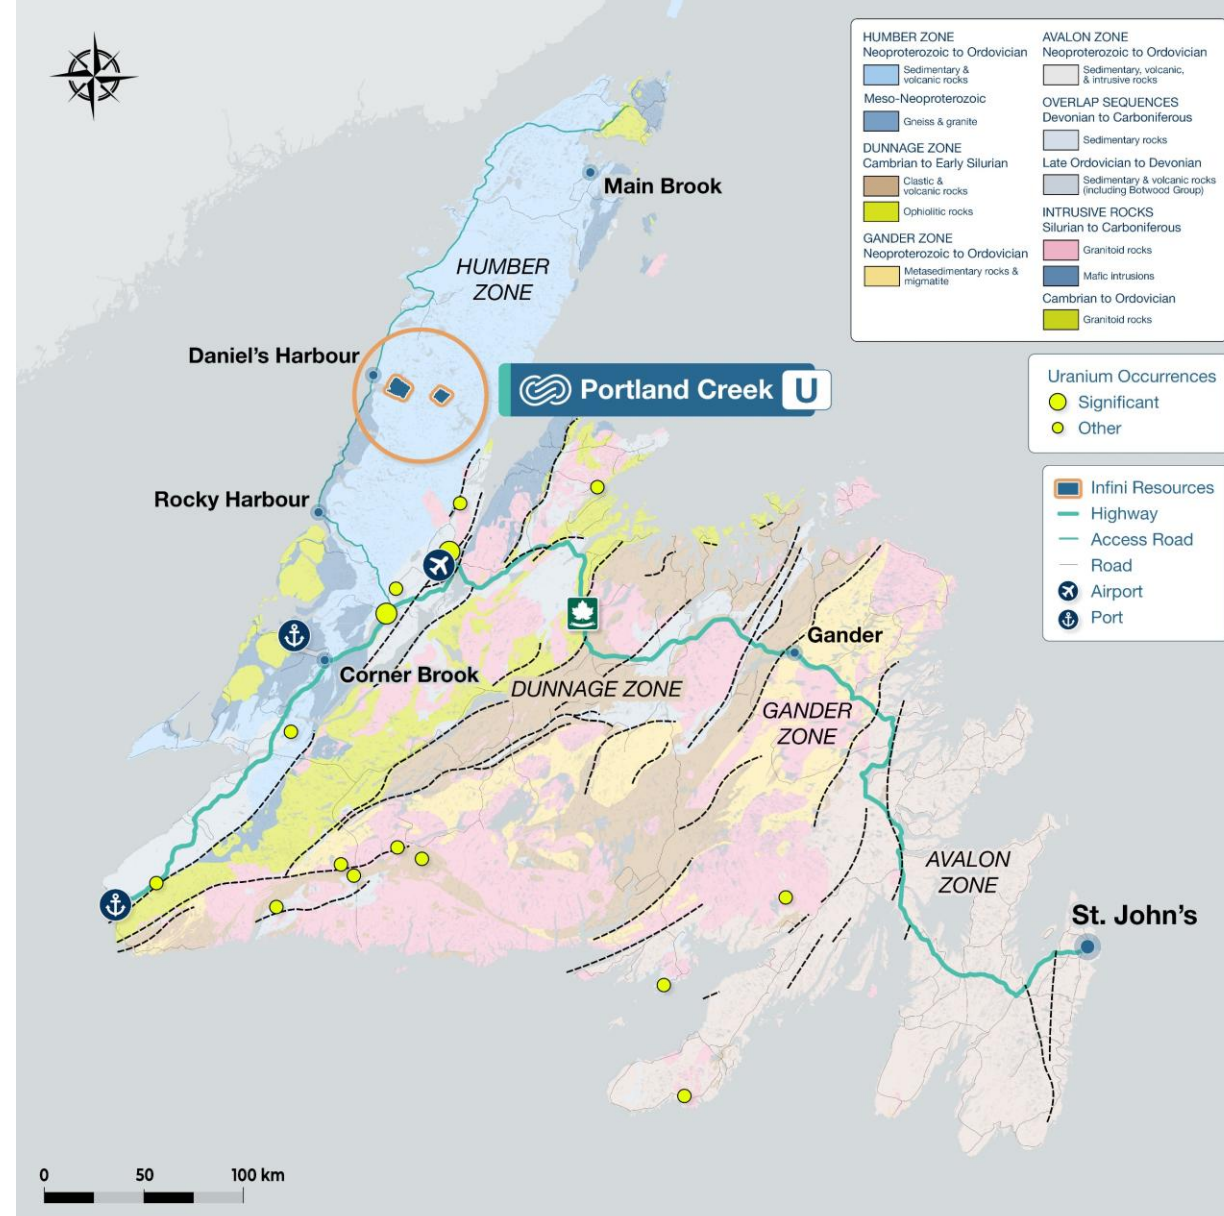 HUMBER ZONE
Neoproterozoic to Ordovician
Sedimentary &
volcanic rocks
Meso-Neoproterozoic
Gneiss & granite
DUNNAGE ZONE
Cambrian to Early Silurian
Clastic &
volcanic rocks
Ophiolitic rocks
GANDER ZONE
Neoproterozoic to Ordovician
Metasedimentary rocks &
migmatite
AVALON ZONE
Neoproterozoic to Ordovician
Sedimentary, volcanic,
& intrusive rocks
OVERLAP SEQUENCES
Devonian to Carboniferous
Sedimentary rocks
Late Ordovician to Devonian
Sedimentary & volcanic rocks
(including Botwood Group)
INTRUSIVE ROCKS
Silurian to Carboniferous
Granitoid rocks
Mafic intrusions
Cambrian to Ordovician
Granitoid rocks
Uranium Occurrences
Significant
Other
Infini Resources
Highway
Access Road
Road
Airport
Port
Main Brook
HUMBER
ZONE
Daniel's Harbour
Portland Creek U
Rocky Harbour
Corner Brook
DUNNAGE ZONE
Gander
GANDER
ZONE
AVALON
ZONE
St. John's
0 50 100 km